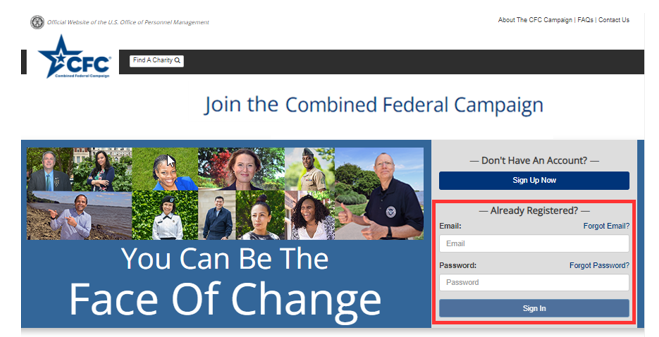 Official Website of the U.S. Office of Personnel Management
About The CFC Campaign | FAQs | Contact Us
CFC
Combined Federal Campaign
Find A Charity
Join the Combined Federal Campaign
— Don't Have An Account? —
Sign Up Now
— Already Registered? —
Email: Forgot Email?
Email
Password: Forgot Password?
Password
Sign In
You Can Be The
Face Of Change